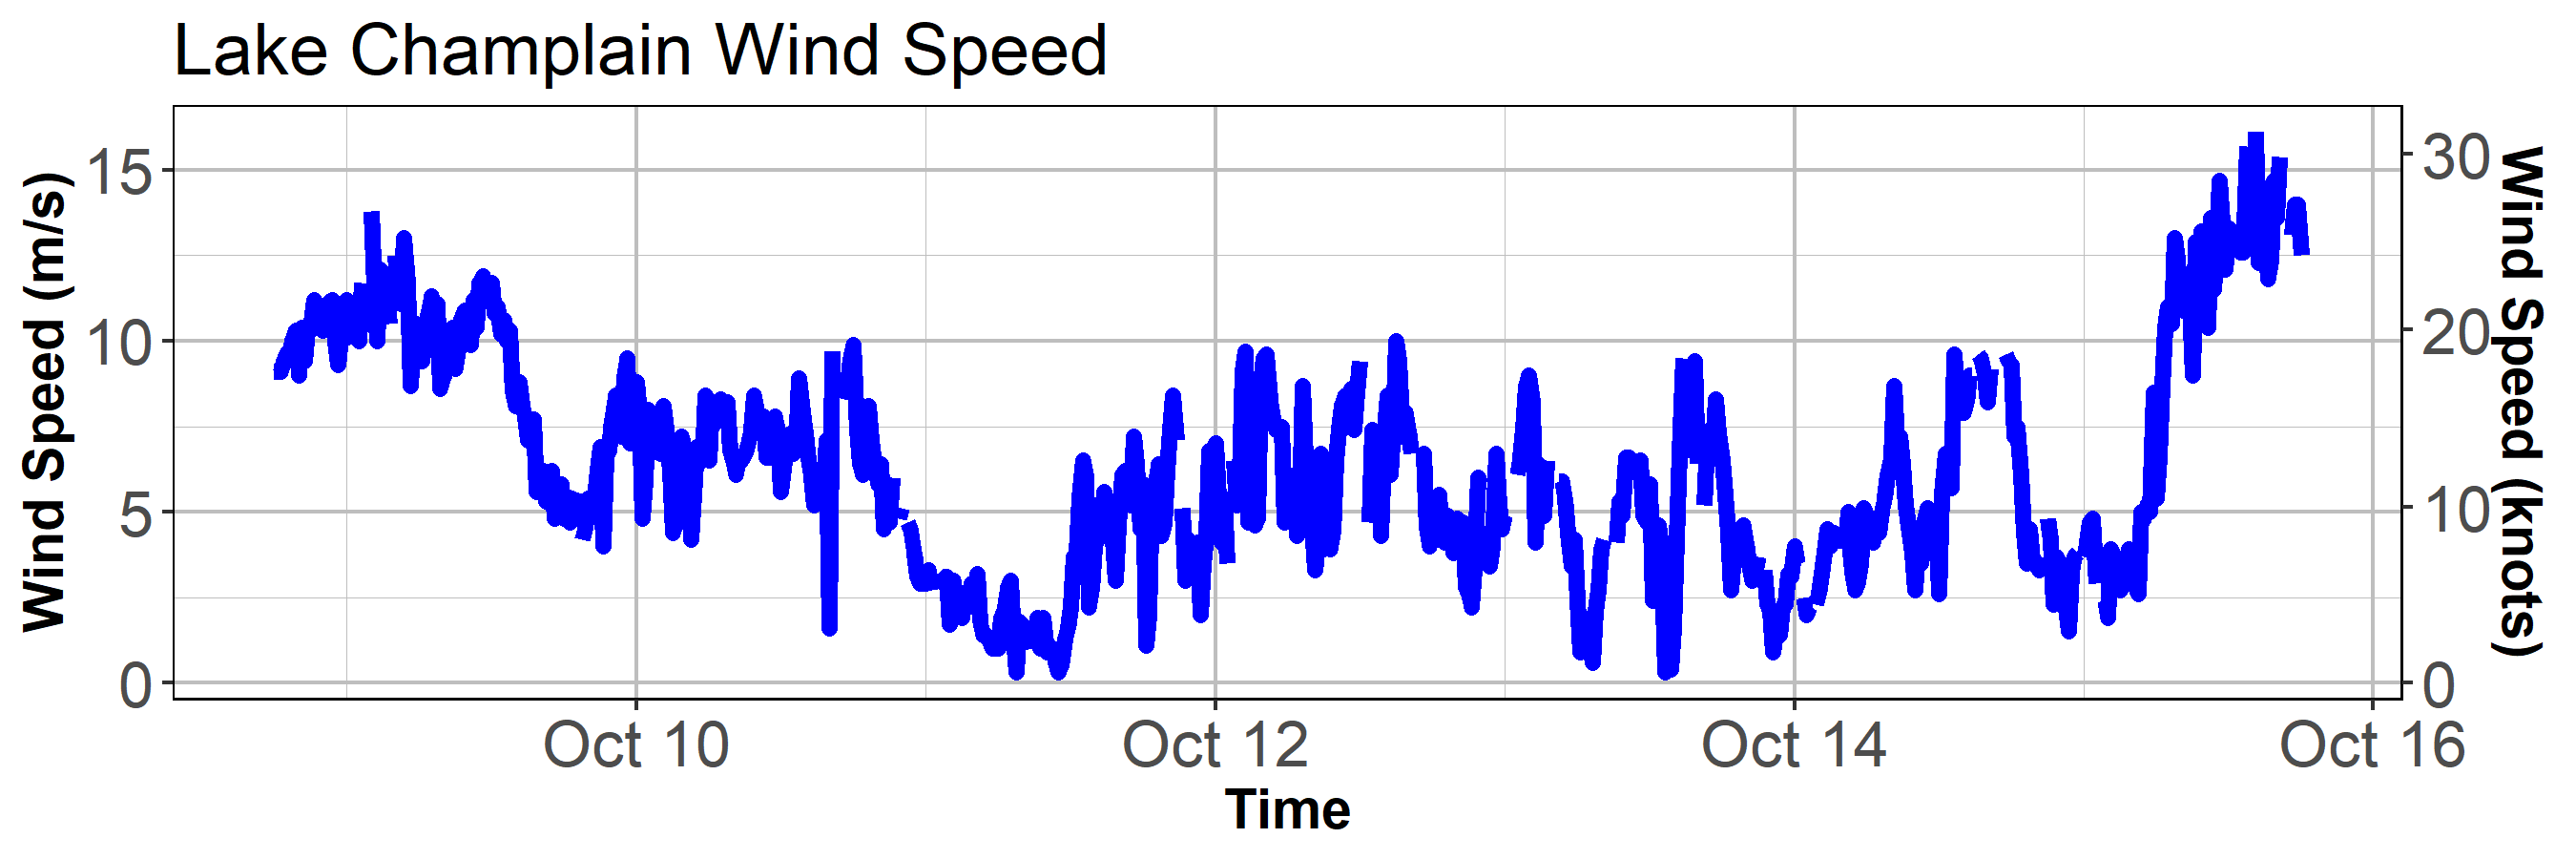 Lake Champlain Wind Speed
Wind Speed (m/s)
15
10
5
0
30
20
10
0
Wind Speed (knots)
Oct 10
Oct 12
Oct 14
Oct 16
Time